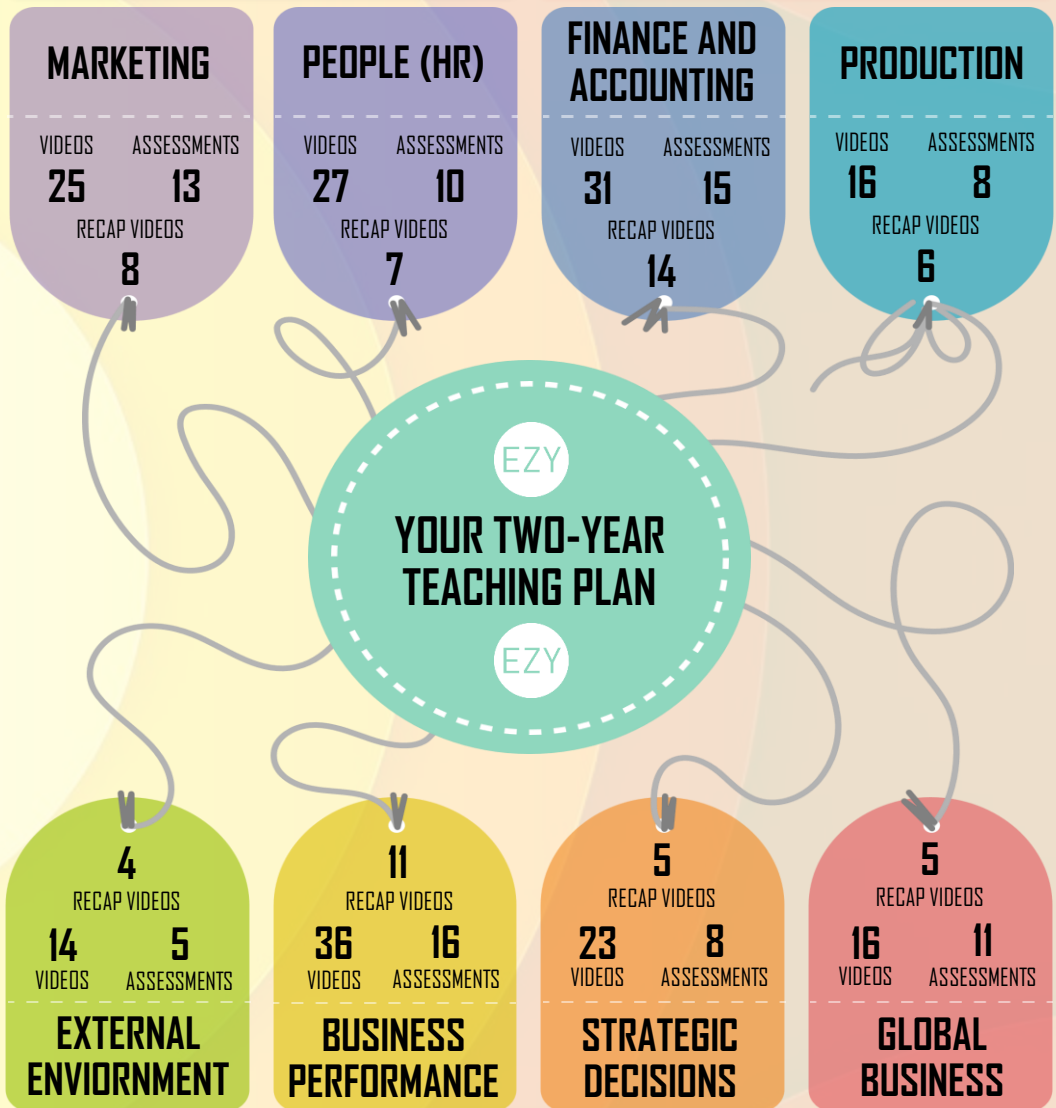 MARKETING
VIDEOS ASSESSMENTS
25 13
RECAP VIDEOS
8
PEOPLE (HR)
VIDEOS ASSESSMENTS
27 10
RECAP VIDEOS
7
FINANCE AND
ACCOUNTING
VIDEOS ASSESSMENTS
31 15
RECAP VIDEOS
14
PRODUCTION
VIDEOS ASSESSMENTS
16 8
RECAP VIDEOS
6
EZY
YOUR TWO-YEAR
TEACHING PLAN
EZY
4
RECAP VIDEOS
14 5
VIDEOS ASSESSMENTS
EXTERNAL
ENVIORNMENT
11
RECAP VIDEOS
36 16
VIDEOS ASSESSMENTS
BUSINESS
PERFORMANCE
5
RECAP VIDEOS
23 8
VIDEOS ASSESSMENTS
STRATEGIC
DECISIONS
5
RECAP VIDEOS
16 11
VIDEOS ASSESSMENTS
GLOBAL
BUSINESS